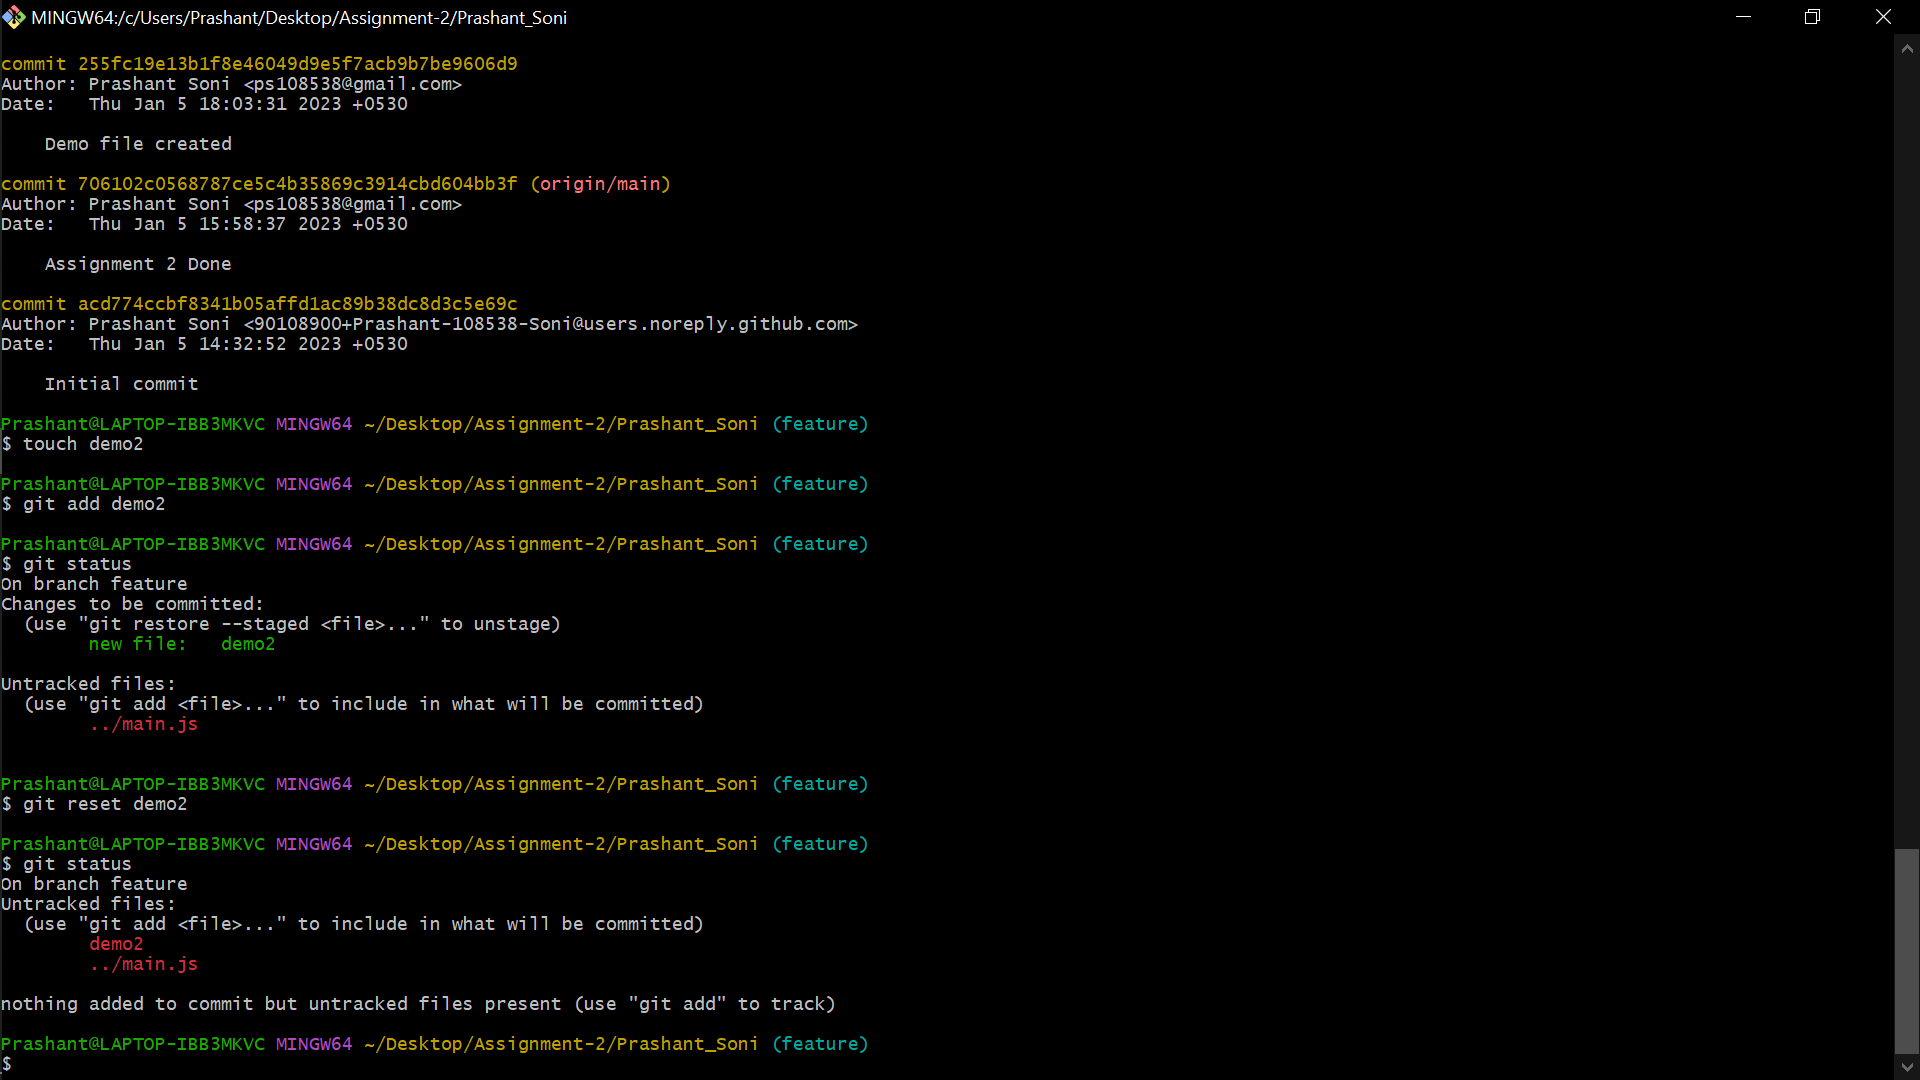 MINGW64:/c/Users/Prashant/Desktop/Assignment-2/Prashant_Soni
commit 255fc19e13b1f8e46049d9e5f7acb9b7be9606d9
Author: Prashant Soni <ps108538@gmail.com>
Date:   Thu Jan 5 18:03:31 2023 +0530
    Demo file created
commit 706102c0568787ce5c4b35869c3914cbd604bb3f (origin/main)
Author: Prashant Soni <ps108538@gmail.com>
Date:   Thu Jan 5 15:58:37 2023 +0530
    Assignment 2 Done
commit acd774ccbf8341b05affd1ac89b38dc8d3c5e69c
Author: Prashant Soni <90108900+Prashant-108538-Soni@users.noreply.github.com>
Date:   Thu Jan 5 14:32:52 2023 +0530
    Initial commit
Prashant@LAPTOP-IBB3MKVC MINGW64 ~/Desktop/Assignment-2/Prashant_Soni (feature)
$ touch demo2
Prashant@LAPTOP-IBB3MKVC MINGW64 ~/Desktop/Assignment-2/Prashant_Soni (feature)
$ git add demo2
Prashant@LAPTOP-IBB3MKVC MINGW64 ~/Desktop/Assignment-2/Prashant_Soni (feature)
$ git status
On branch feature
Changes to be committed:
  (use "git restore --staged <file>..." to unstage)
        new file:   demo2
Untracked files:
  (use "git add <file>..." to include in what will be committed)
        ../main.js
Prashant@LAPTOP-IBB3MKVC MINGW64 ~/Desktop/Assignment-2/Prashant_Soni (feature)
$ git reset demo2
Prashant@LAPTOP-IBB3MKVC MINGW64 ~/Desktop/Assignment-2/Prashant_Soni (feature)
$ git status
On branch feature
Untracked files:
  (use "git add <file>..." to include in what will be committed)
        demo2
        ../main.js
nothing added to commit but untracked files present (use "git add" to track)
Prashant@LAPTOP-IBB3MKVC MINGW64 ~/Desktop/Assignment-2/Prashant_Soni (feature)
$